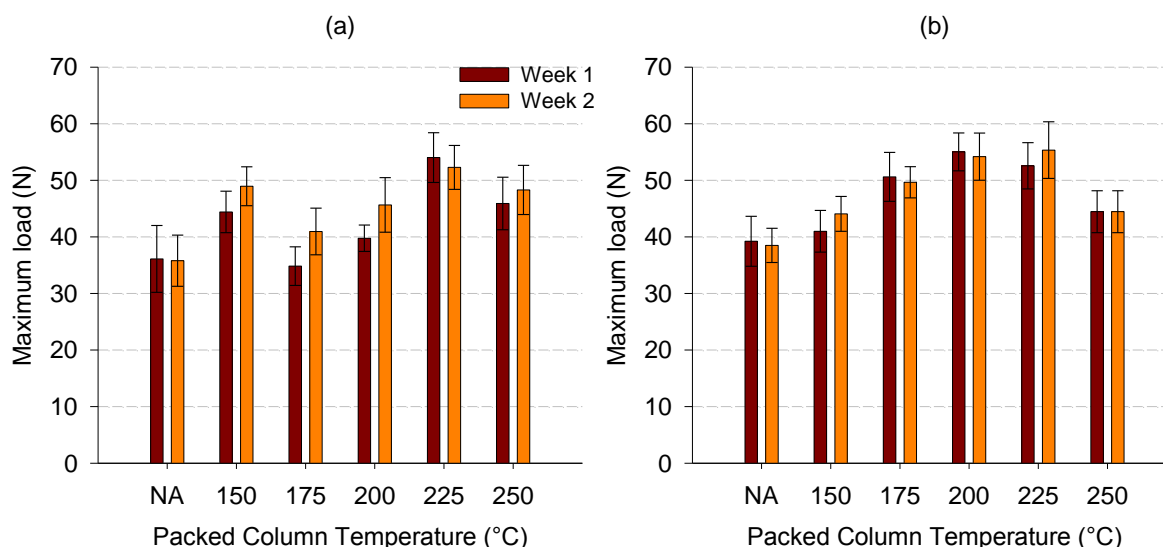 (a)
Maximum load (N)
70
60
50
40
30
20
10
0
Week 1
Week 2
NA 150 175 200 225 250
Packed Column Temperature (°C)
(b)
Maximum load (N)
70
60
50
40
30
20
10
0
NA 150 175 200 225 250
Packed Column Temperature (°C)